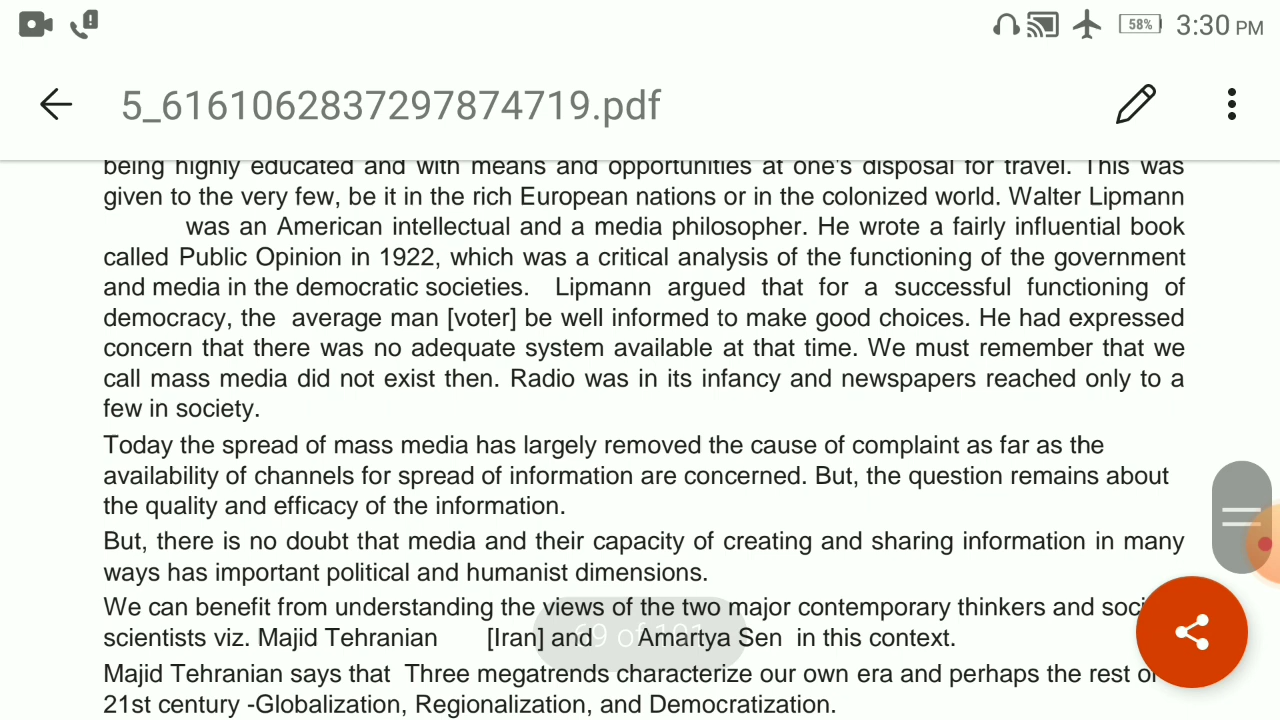 58% 3:30 PM
5_6161062837297874719.pdf
being highly educated and with means and opportunities at one's disposal for travel. This was
given to the very few, be it in the rich European nations or in the colonized world. Walter Lipmann
was an American intellectual and a media philosopher. He wrote a fairly influential book
called Public Opinion in 1922, which was a critical analysis of the functioning of the government
and media in the democratic societies. Lipmann argued that for a successful functioning of
democracy, the average man [voter] be well informed to make good choices. He had expressed
concern that there was no adequate system available at that time. We must remember that we
call mass media did not exist then. Radio was in its infancy and newspapers reached only to a
few in society.
Today the spread of mass media has largely removed the cause of complaint as far as the
availability of channels for spread of information are concerned. But, the question remains about
the quality and efficacy of the information.
But, there is no doubt that media and their capacity of creating and sharing information in many
ways has important political and humanist dimensions.
We can benefit from understanding the views of the two major contemporary thinkers and soci
scientists viz. Majid Tehranian [Iran] and Amartya Sen in this context.
69 of 191
Majid Tehranian says that Three megatrends characterize our own era and perhaps the rest of
21st century -Globalization, Regionalization, and Democratization.